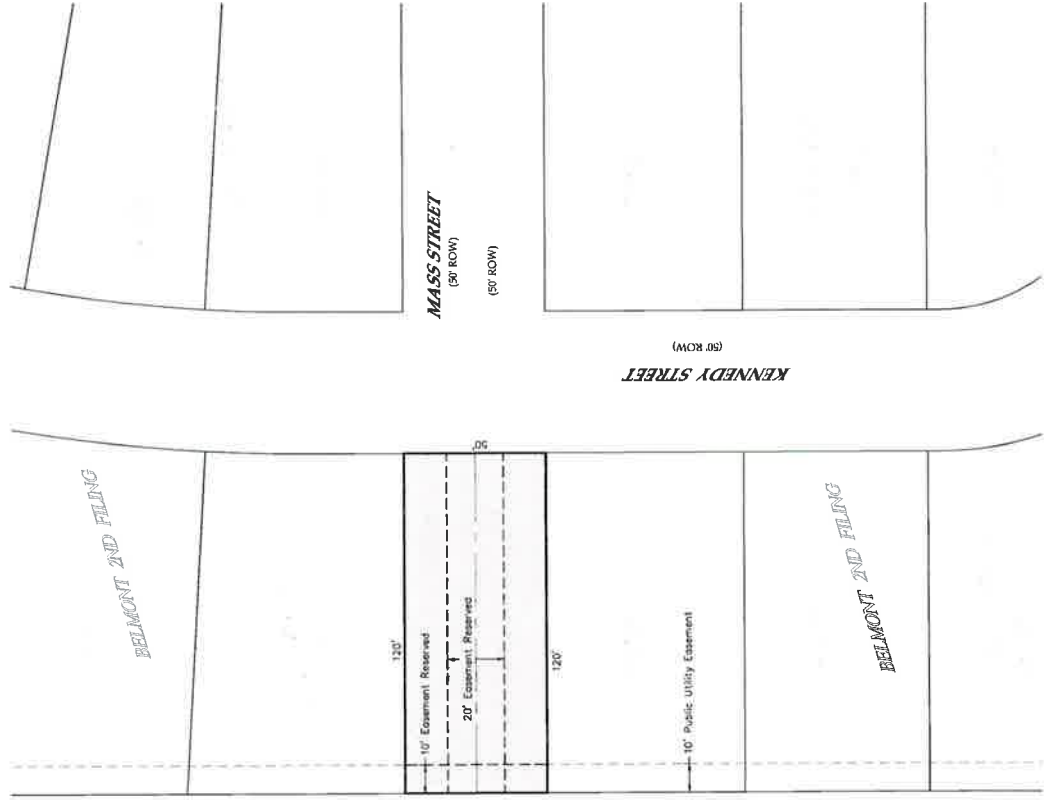 MASS STREET
(50' ROW)
(50' ROW)
(50' ROW)
KENNEDY STREET
50'
BELMONT 2ND FILING
BELMONT 2ND FILING
120'
10' Easement Reserved
20' Easement Reserved
120'
10' Public Utility Easement